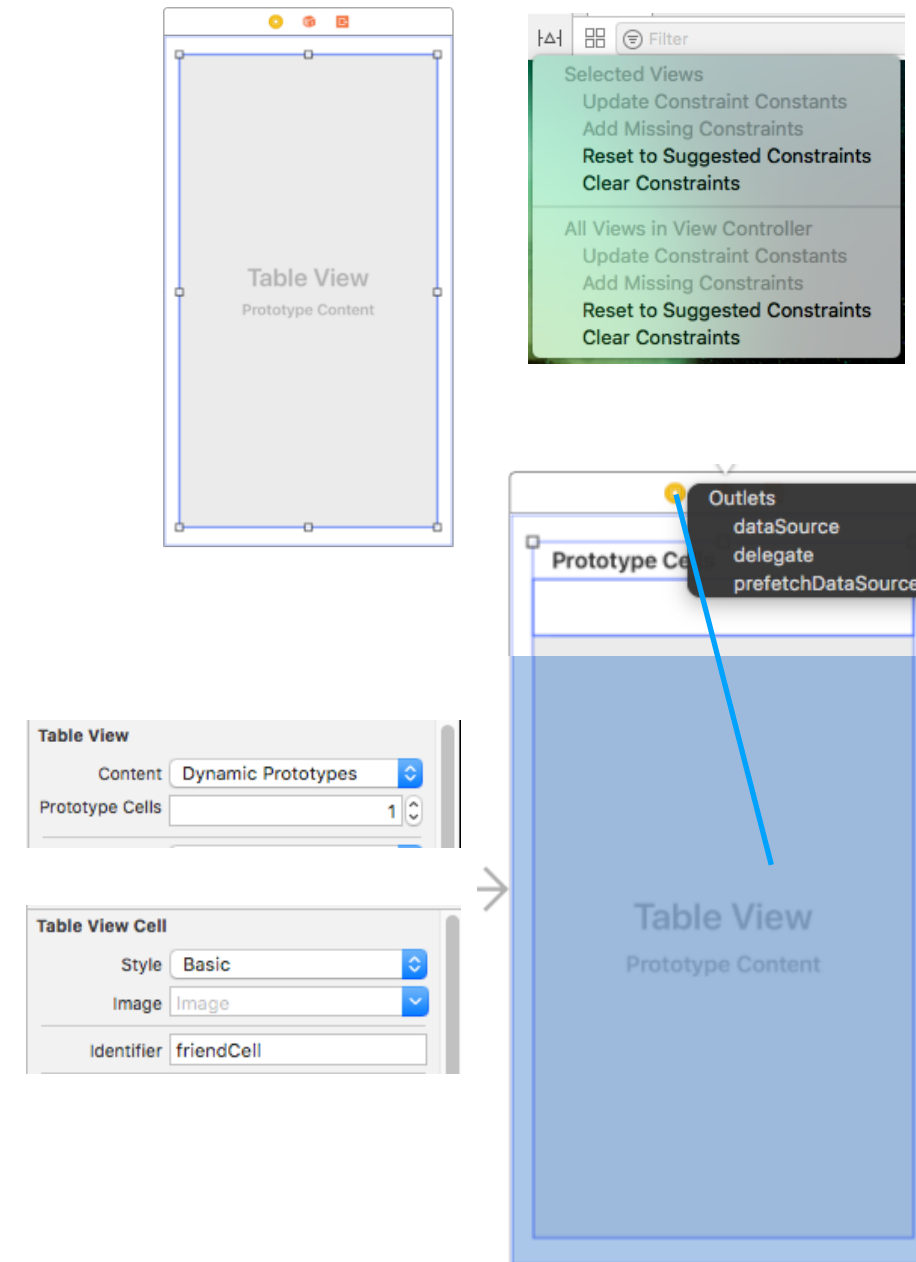 Table View
Prototype Content
Filter
Selected Views
Update Constraint Constants
Add Missing Constraints
Reset to Suggested Constraints
Clear Constraints
All Views in View Controller
Update Constraint Constants
Add Missing Constraints
Reset to Suggested Constraints
Clear Constraints
Outlets
dataSource
delegate
prefetchDataSource
Prototype Ce
Table View
Prototype Content
Table View
Content Dynamic Prototypes
Prototype Cells 1
Table View Cell
Style Basic
Image Image
Identifier friendCell